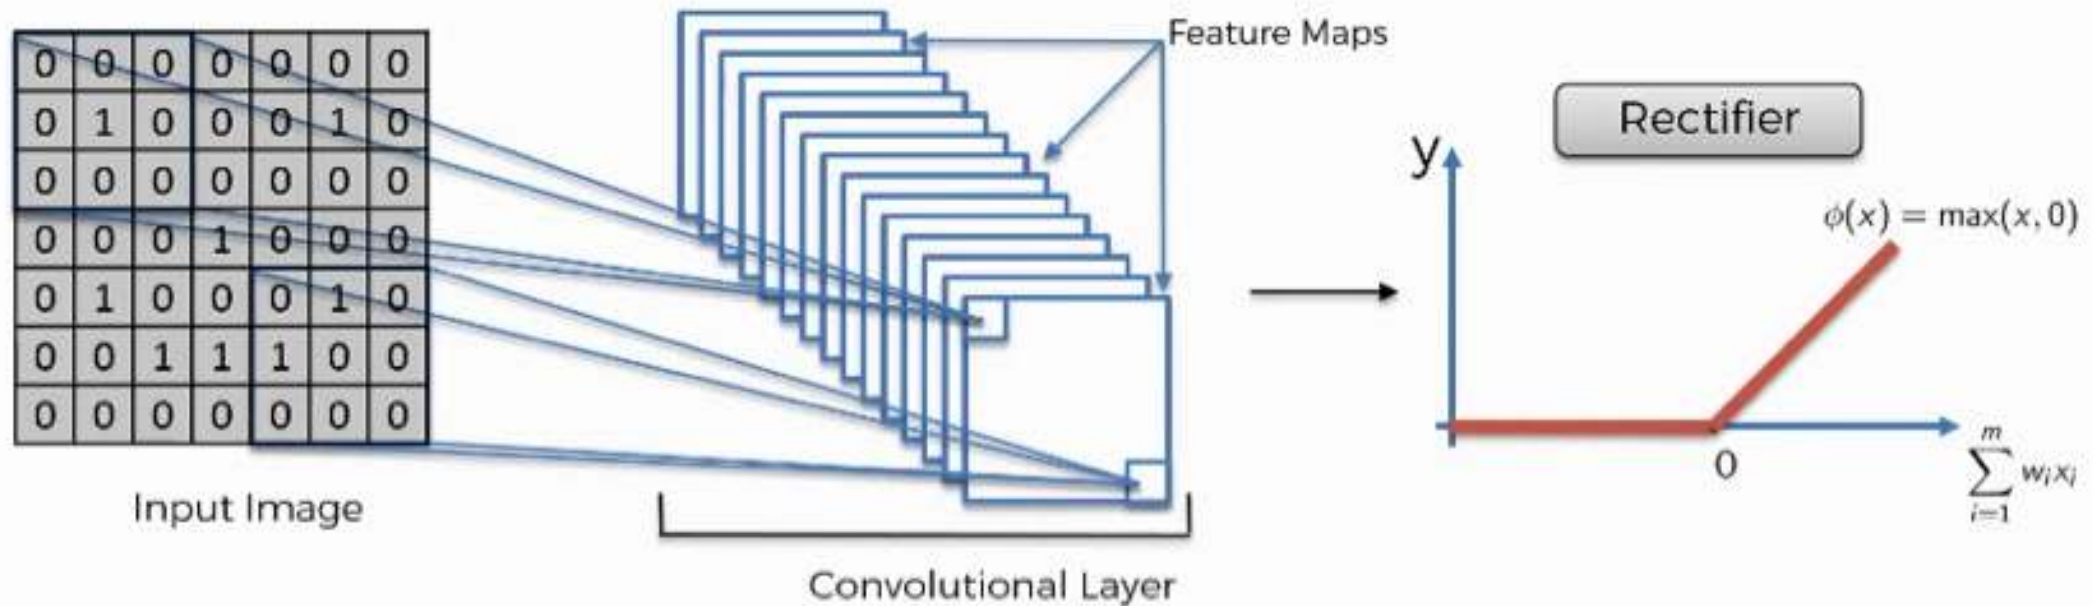 0 0 0 0 0 0 0
0 1 0 0 0 1 0
0 0 0 0 0 0 0
0 0 0 1 0 0 0
0 1 0 0 0 1 0
0 0 1 1 1 0 0
0 0 0 0 0 0 0
Input Image
Feature Maps
Convolutional Layer
Rectifier
y
ϕ(x) = max(x, 0)
0
∑_{i=1}^{m} w_i x_i